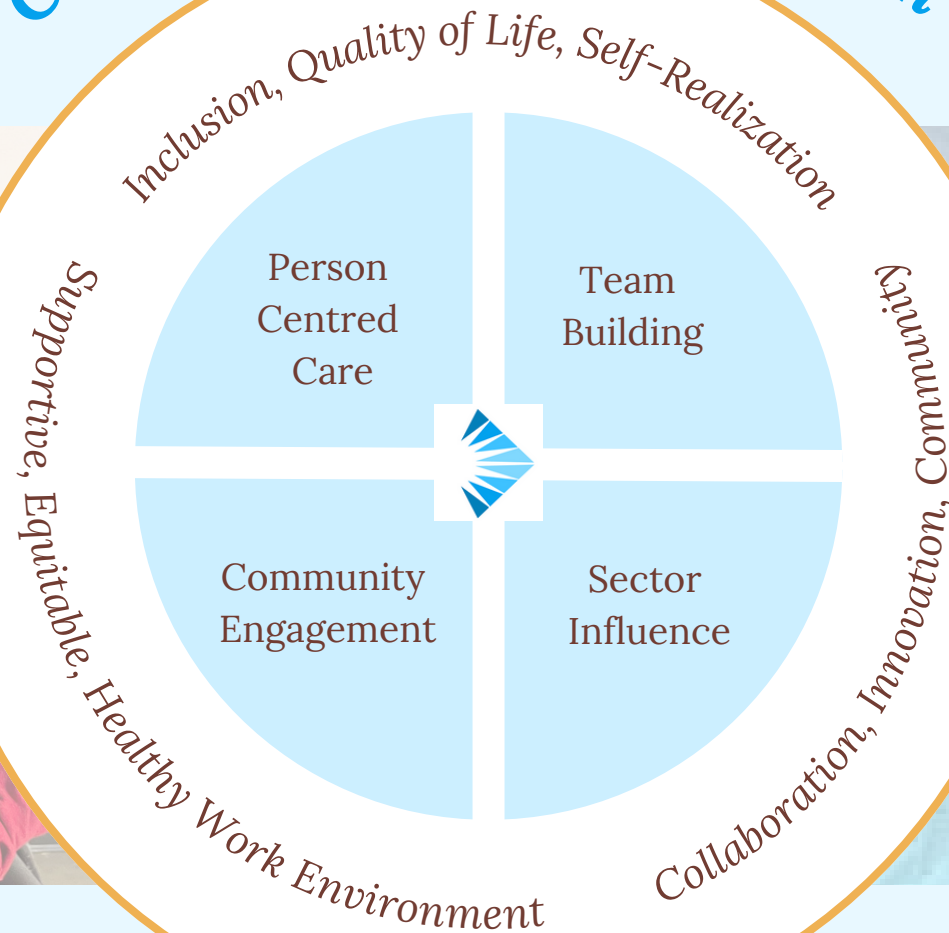 Inclusion, Quality of Life, Self-Realization
Person
Centred
Care
Team
Building
Community
Engagement
Sector
Influence
Supportive, Equitable, Healthy Work Environment
Collaboration, Innovation, Community